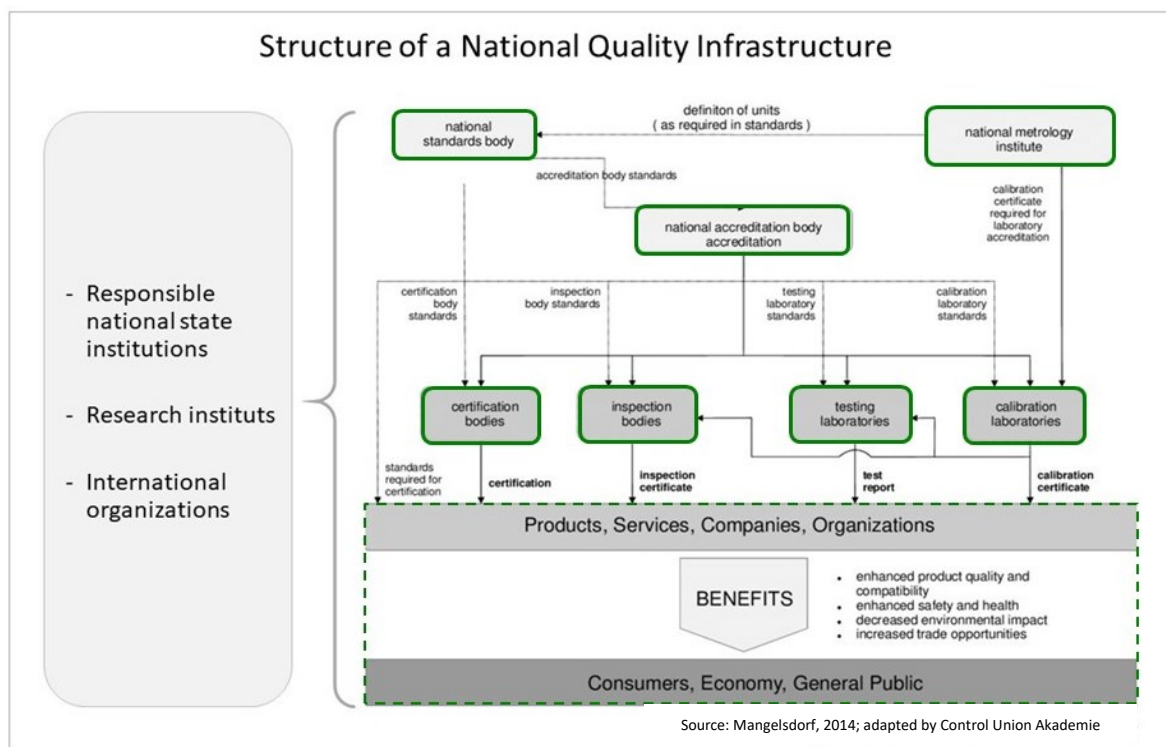 Structure of a National Quality Infrastructure
- Responsible
national state
institutions
- Research instituts
- International
organizations
national
standards body
definiton of units
( as required in standards )
national metrology
institute
accreditation body standards
calibration
certificate
required for
laboratory
accreditation
national accreditation body
accreditation
certification
body
standards
inspection
body standards
testing
laboratory
standards
calibration
laboratory
standards
certification
bodies
inspection
bodies
testing
laboratories
calibration
laboratories
standards
required for
certification
certification
inspection
certificate
test
report
calibration
certificate
Products, Services, Companies, Organizations
BENEFITS
• enhanced product quality and
compatibility
• enhanced safety and health
• decreased environmental impact
• increased trade opportunities
Consumers, Economy, General Public
Source: Mangelsdorf, 2014; adapted by Control Union Akademie